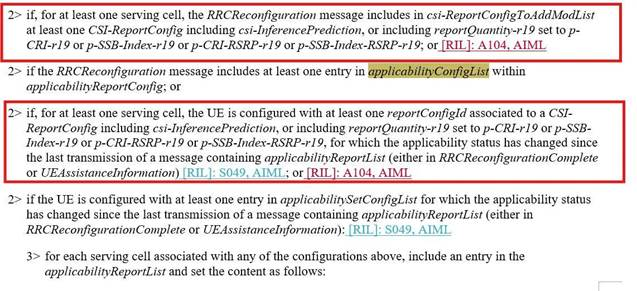 2> if, for at least one serving cell, the RRCReconfiguration message includes in csi-ReportConfigToAddModList
at least one CSI-ReportConfig including csi-InferencePrediction, or including reportQuantity-r19 set to p-
CRI-r19 or p-SSB-Index-r19 or p-CRI-RSRP-r19 or p-SSB-Index-RSRP-r19; or [RIL]: A104, AIML
2> if the RRCReconfiguration message includes at least one entry in applicabilityConfigList within
applicabilityReportConfig; or
2> if, for at least one serving cell, the UE is configured with at least one reportConfigId associated to a CSI-
ReportConfig including csi-InferencePrediction, or including reportQuantity-r19 set to p-CRI-r19 or p-SSB-
Index-r19 or p-CRI-RSRP-r19 or p-SSB-Index-RSRP-r19, for which the applicability status has changed since
the last transmission of a message containing applicabilityReportList (either in RRCReconfigurationComplete
or UEAssistanceInformation) [RIL]: S049, AIML; or [RIL]: A104, AIML
2> if the UE is configured with at least one entry in applicabilitySetConfigList for which the applicability status
has changed since the last transmission of a message containing applicabilityReportList (either in
RRCReconfigurationComplete or UEAssistanceInformation): [RIL]: S049, AIML
3> for each serving cell associated with any of the configurations above, include an entry in the
applicabilityReportList and set the content as follows: